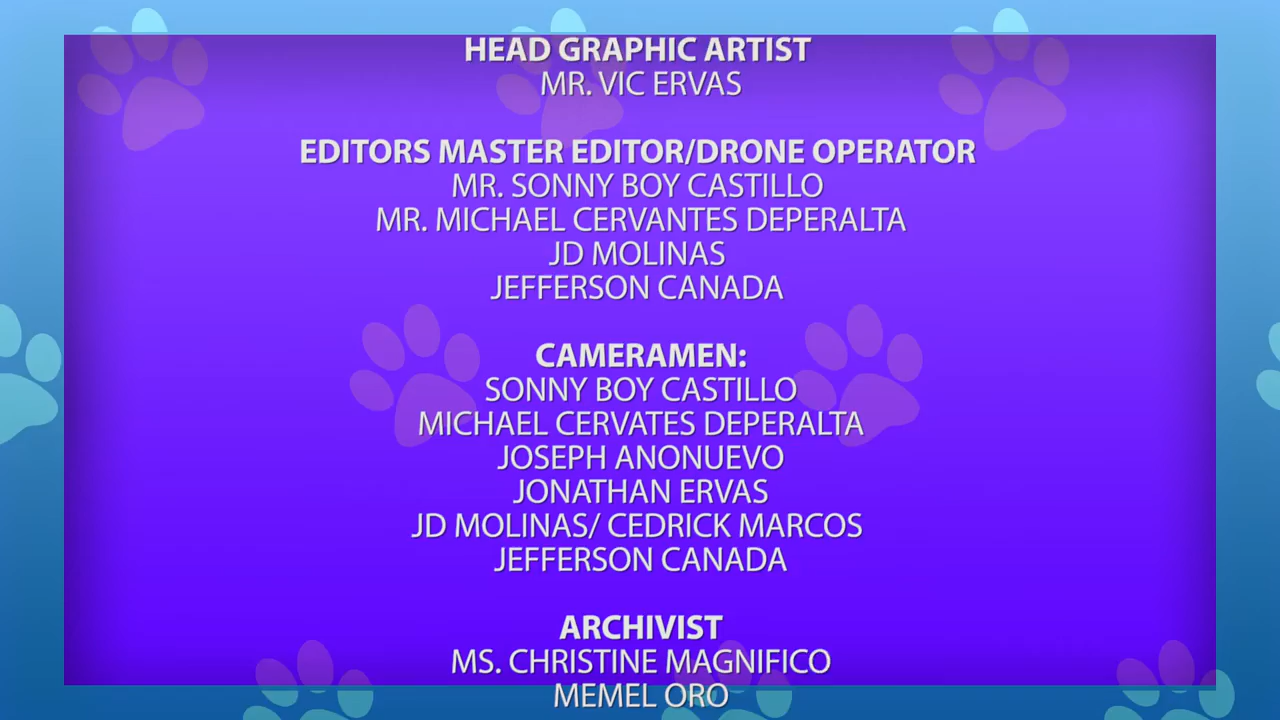 HEAD GRAPHIC ARTIST
MR. VIC ERVAS
EDITORS MASTER EDITOR/DRONE OPERATOR
MR. SONNY BOY CASTILLO
MR. MICHAEL CERVANTES DEPERALTA
JD MOLINAS
JEFFERSON CANADA
CAMERAMEN:
SONNY BOY CASTILLO
MICHAEL CERVATES DEPERALTA
JOSEPH ANONUEVO
JONATHAN ERVAS
JD MOLINAS/ CEDRICK MARCOS
JEFFERSON CANADA
ARCHIVIST
MS. CHRISTINE MAGNIFICO
MEMEL ORO